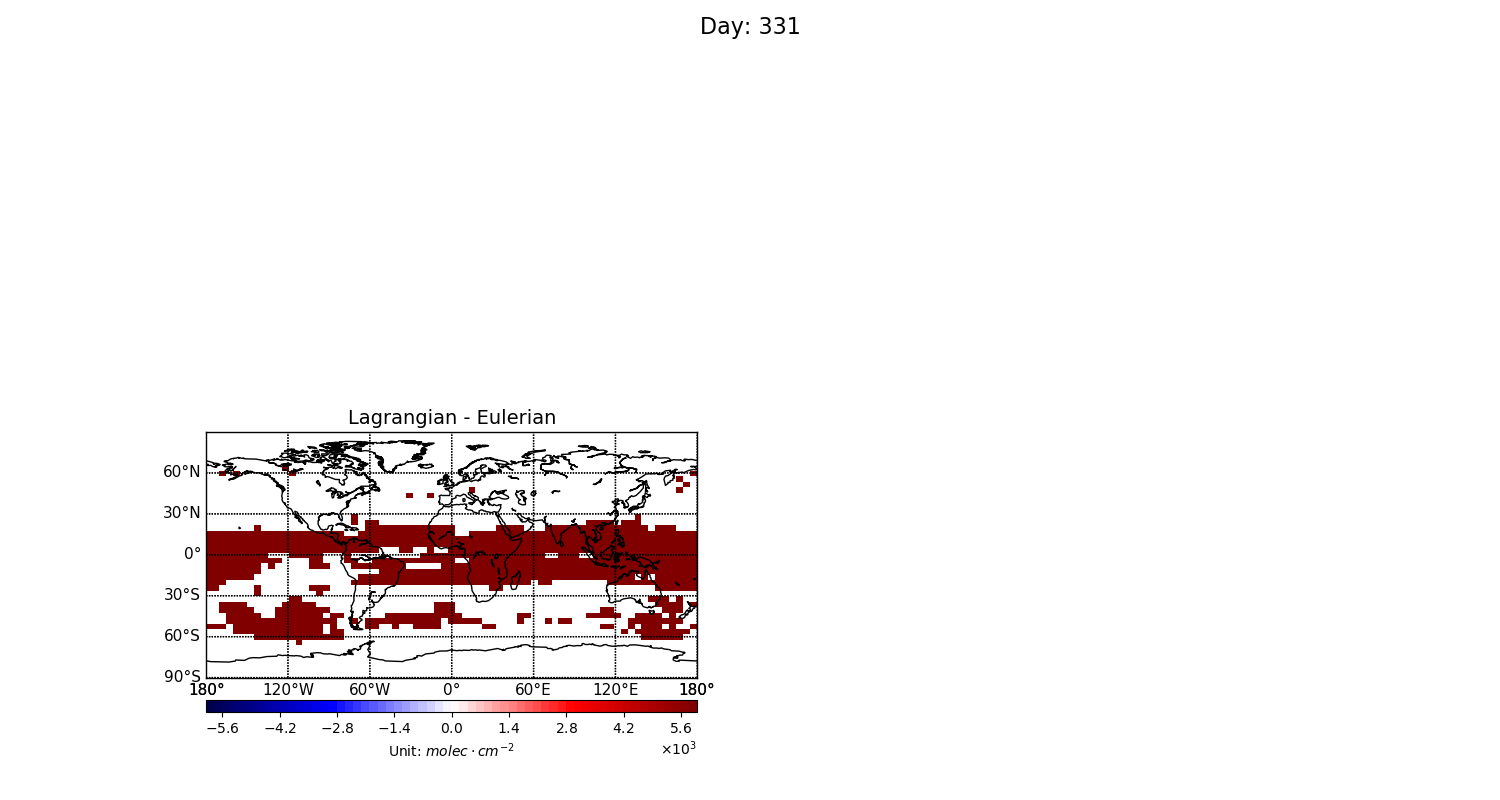 Day: 331
Lagrangian - Eulerian
60°N
30°N
0°
30°S
60°S
90°S
180° 120°W 60°W 0° 60°E 120°E 180°
−5.6 −4.2 −2.8 −1.4 0.0 1.4 2.8 4.2 5.6
Unit: molec · cm⁻² ×10³